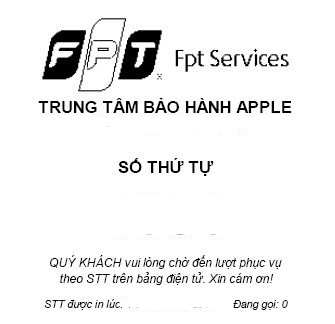 FPT Fpt Services
TRUNG TÂM BẢO HÀNH APPLE
SỐ THỨ TỰ
QUÝ KHÁCH vui lòng chờ đến lượt phục vụ
theo STT trên bảng điện tử. Xin cám ơn!
STT được in lúc. Đang gọi: 0